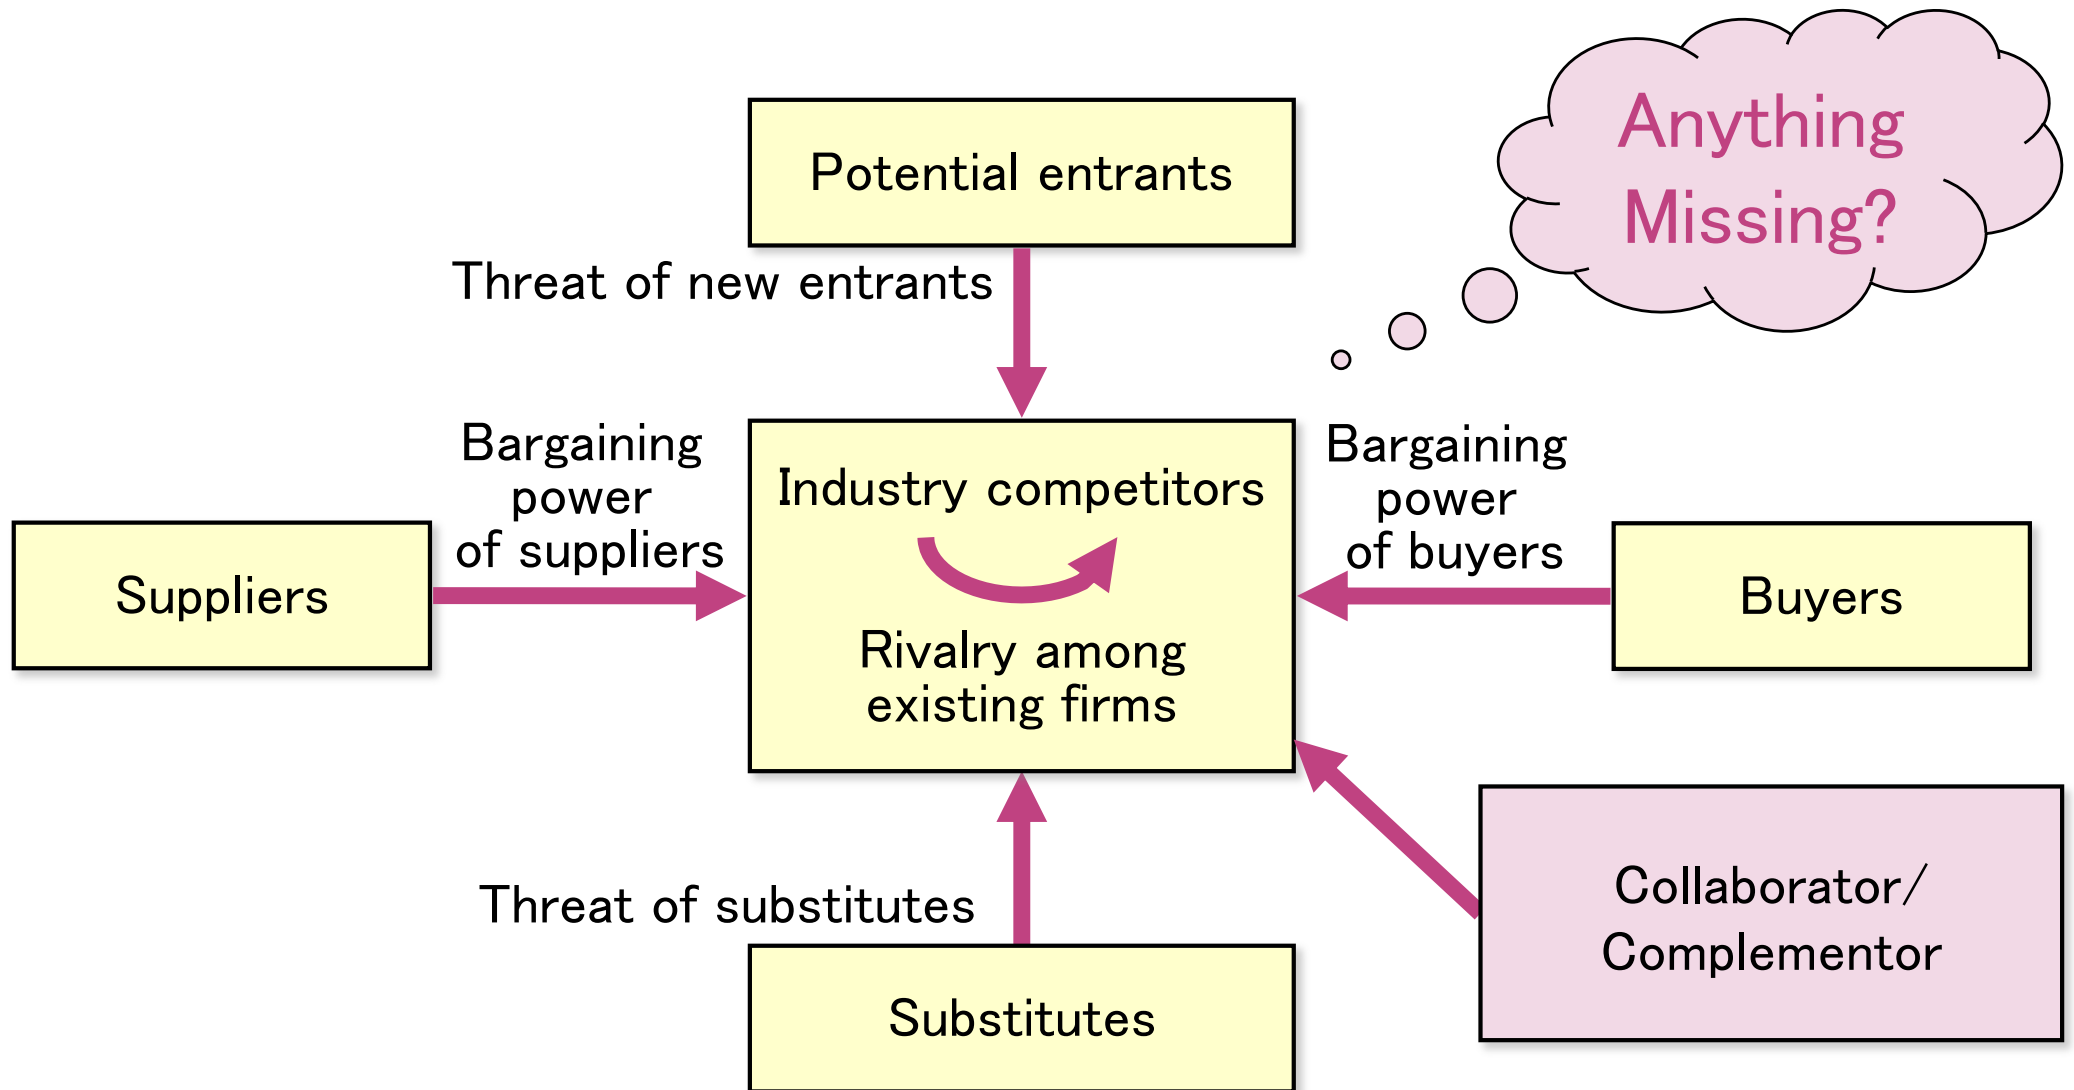 Anything
Missing?
Potential entrants
Threat of new entrants
Bargaining
power
of suppliers
Industry competitors
Bargaining
power
of buyers
Suppliers
Buyers
Rivalry among
existing firms
Threat of substitutes
Collaborator/
Complementor
Substitutes